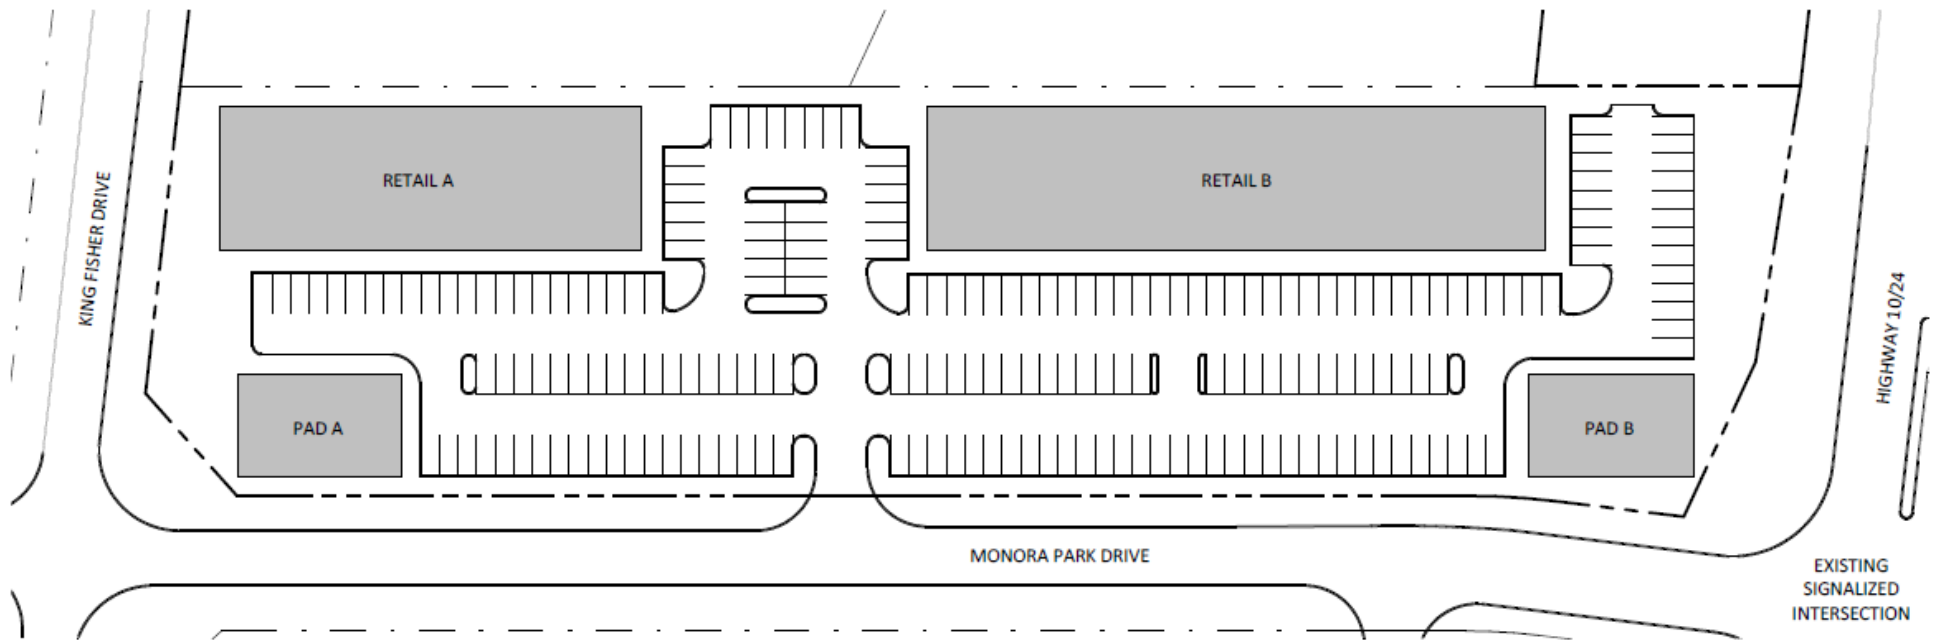 RETAIL A
RETAIL B
KING FISHER DRIVE
HIGHWAY 10/24
PAD A
PAD B
MONORA PARK DRIVE
EXISTING
SIGNALIZED
INTERSECTION